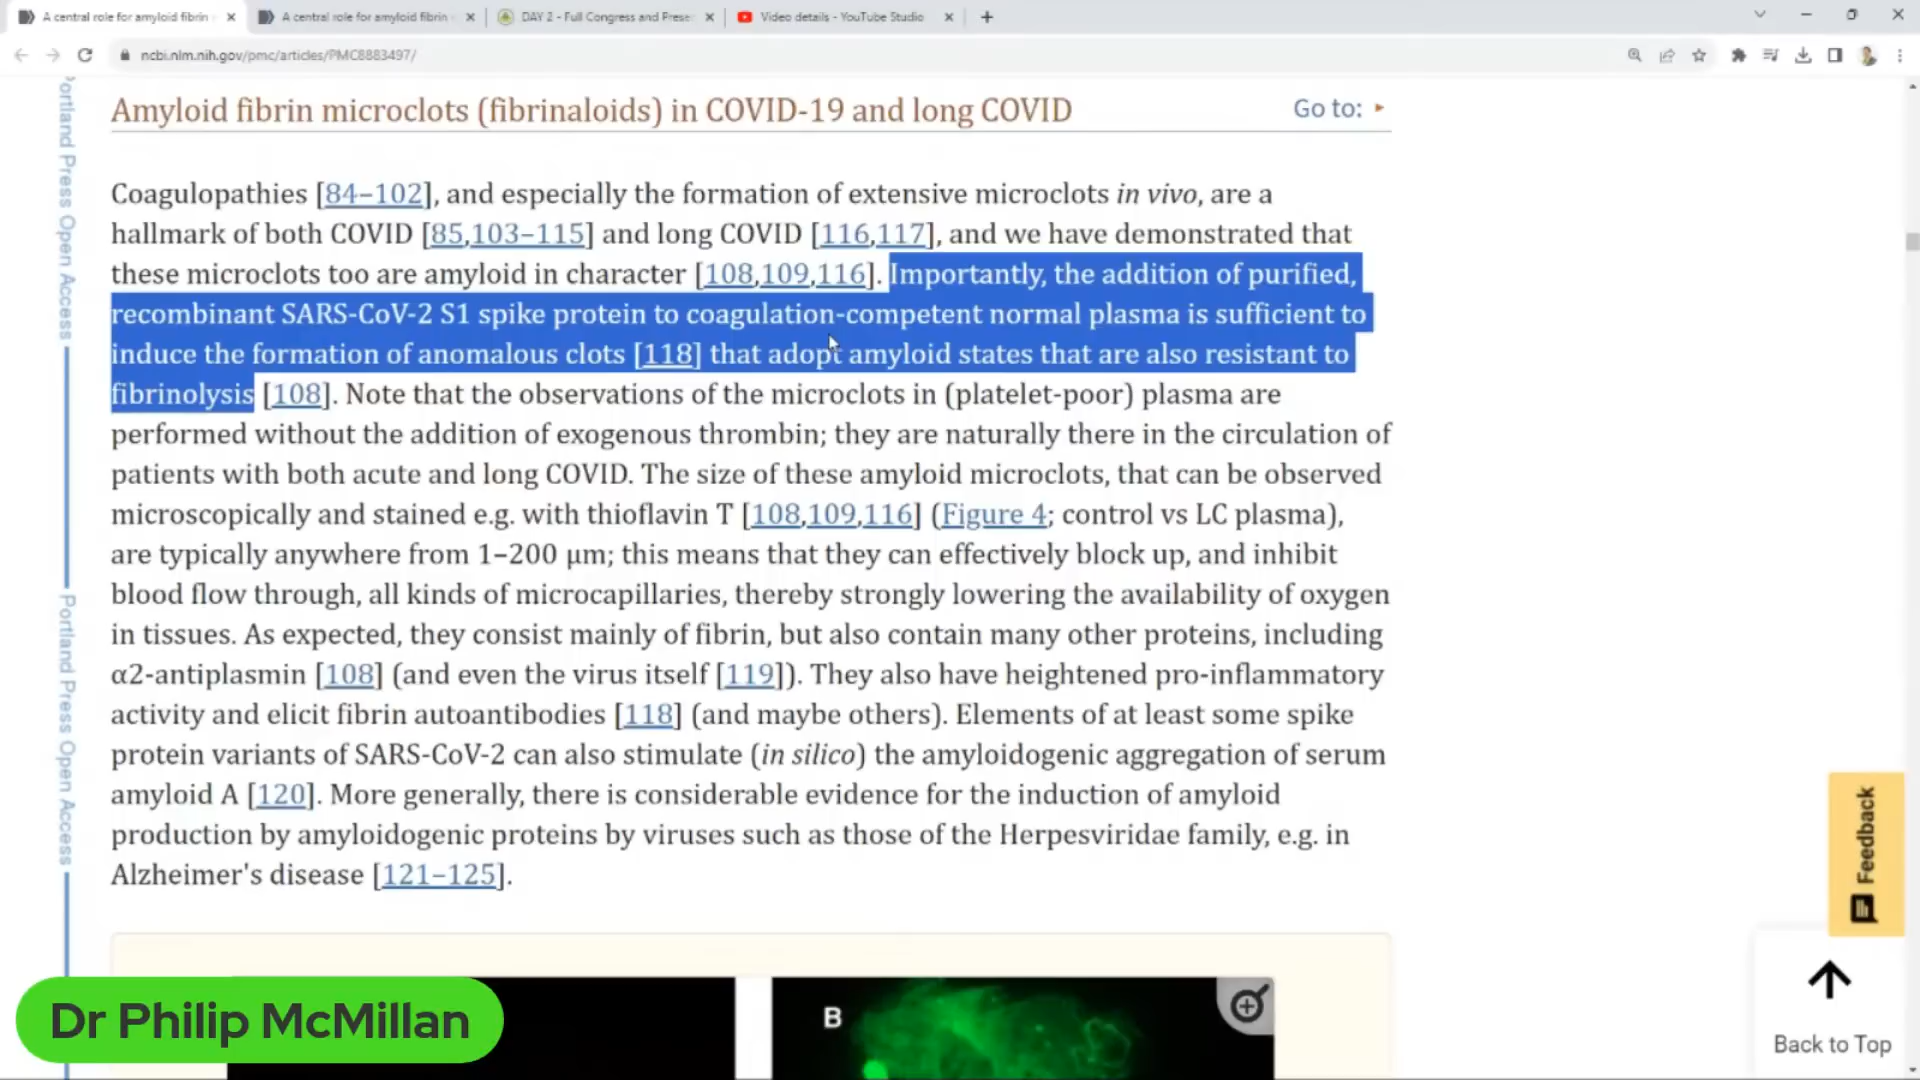 A central role for amyloid fibrin
A central role for amyloid fibrin
DAY 2 - Full Congress and Prese
Video details - YouTube Studio
ncbi.nlm.nih.gov/pmc/articles/PMC8883497/
Portland Press Open Access
Portland Press Open Access
Amyloid fibrin microclots (fibrinaloids) in COVID-19 and long COVID
Go to:
Coagulopathies [84–102], and especially the formation of extensive microclots in vivo, are a
hallmark of both COVID [85,103–115] and long COVID [116,117], and we have demonstrated that
these microclots too are amyloid in character [108,109,116]. Importantly, the addition of purified,
recombinant SARS-CoV-2 S1 spike protein to coagulation-competent normal plasma is sufficient to
induce the formation of anomalous clots [118] that adopt amyloid states that are also resistant to
fibrinolysis [108]. Note that the observations of the microclots in (platelet-poor) plasma are
performed without the addition of exogenous thrombin; they are naturally there in the circulation of
patients with both acute and long COVID. The size of these amyloid microclots, that can be observed
microscopically and stained e.g. with thioflavin T [108,109,116] (Figure 4; control vs LC plasma),
are typically anywhere from 1–200 μm; this means that they can effectively block up, and inhibit
blood flow through, all kinds of microcapillaries, thereby strongly lowering the availability of oxygen
in tissues. As expected, they consist mainly of fibrin, but also contain many other proteins, including
α2-antiplasmin [108] (and even the virus itself [119]). They also have heightened pro-inflammatory
activity and elicit fibrin autoantibodies [118] (and maybe others). Elements of at least some spike
protein variants of SARS-CoV-2 can also stimulate (in silico) the amyloidogenic aggregation of serum
amyloid A [120]. More generally, there is considerable evidence for the induction of amyloid
production by amyloidogenic proteins by viruses such as those of the Herpesviridae family, e.g. in
Alzheimer's disease [121–125].
Feedback
B
Dr Philip McMillan
Back to Top